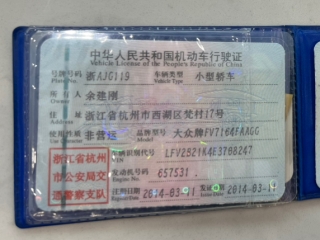 中华人民共和国机动车行驶证
Vehicle License of the People's Republic of China
号牌号码 浙AJG119 车辆类型 小型轿车
Plate No. Vehicle Type
所有人 余建刚
Owner
住址 浙江省杭州市西湖区梵村117号
Address
使用性质 非营运 品牌型号 大众牌FV7164FAAGG
Use Character Model
浙江省杭州
市公安局交
通警察支队
车辆识别代号 LFV2S21K4E3708247
VIN
发动机号码 657531
Engine No.
注册日期 2014-03-11 发证日期 2014-03-11